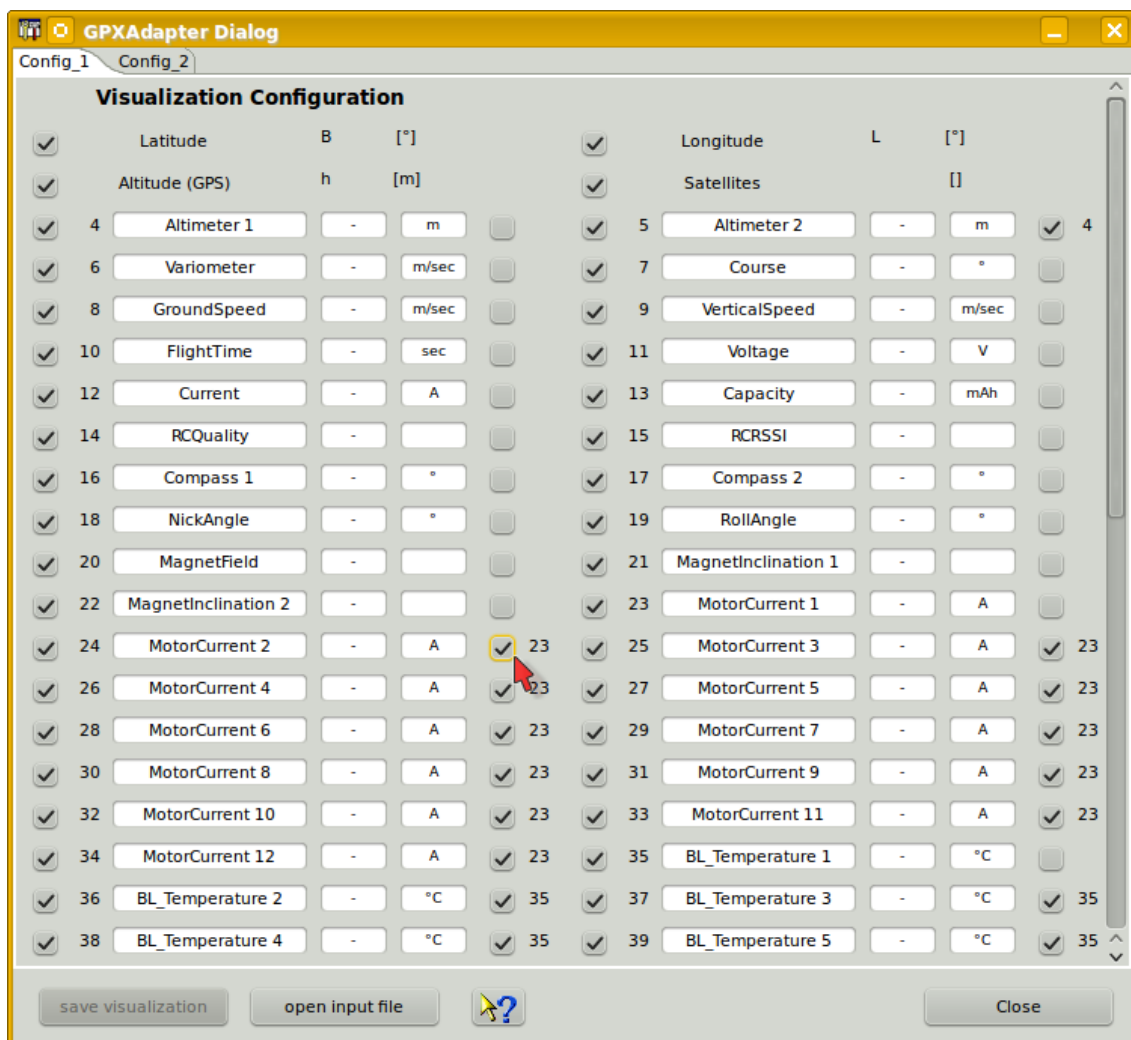 GPXAdapter Dialog
Config_1 Config_2
Visualization Configuration
Latitude B [°] Longitude L [°]
Altitude (GPS) h [m] Satellites []
4 Altimeter 1 - m 5 Altimeter 2 - m 4
6 Variometer - m/sec 7 Course - °
8 GroundSpeed - m/sec 9 VerticalSpeed - m/sec
10 FlightTime - sec 11 Voltage - V
12 Current - A 13 Capacity - mAh
14 RCQuality - 15 RCRSSI -
16 Compass 1 - ° 17 Compass 2 - °
18 NickAngle - ° 19 RollAngle - °
20 MagnetField - 21 MagnetInclination 1 -
22 MagnetInclination 2 - 23 MotorCurrent 1 - A
24 MotorCurrent 2 - A 23 25 MotorCurrent 3 - A 23
26 MotorCurrent 4 - A 23 27 MotorCurrent 5 - A 23
28 MotorCurrent 6 - A 23 29 MotorCurrent 7 - A 23
30 MotorCurrent 8 - A 23 31 MotorCurrent 9 - A 23
32 MotorCurrent 10 - A 23 33 MotorCurrent 11 - A 23
34 MotorCurrent 12 - A 23 35 BL_Temperature 1 - °C
36 BL_Temperature 2 - °C 35 37 BL_Temperature 3 - °C 35
38 BL_Temperature 4 - °C 35 39 BL_Temperature 5 - °C 35
save visualization open input file ? Close